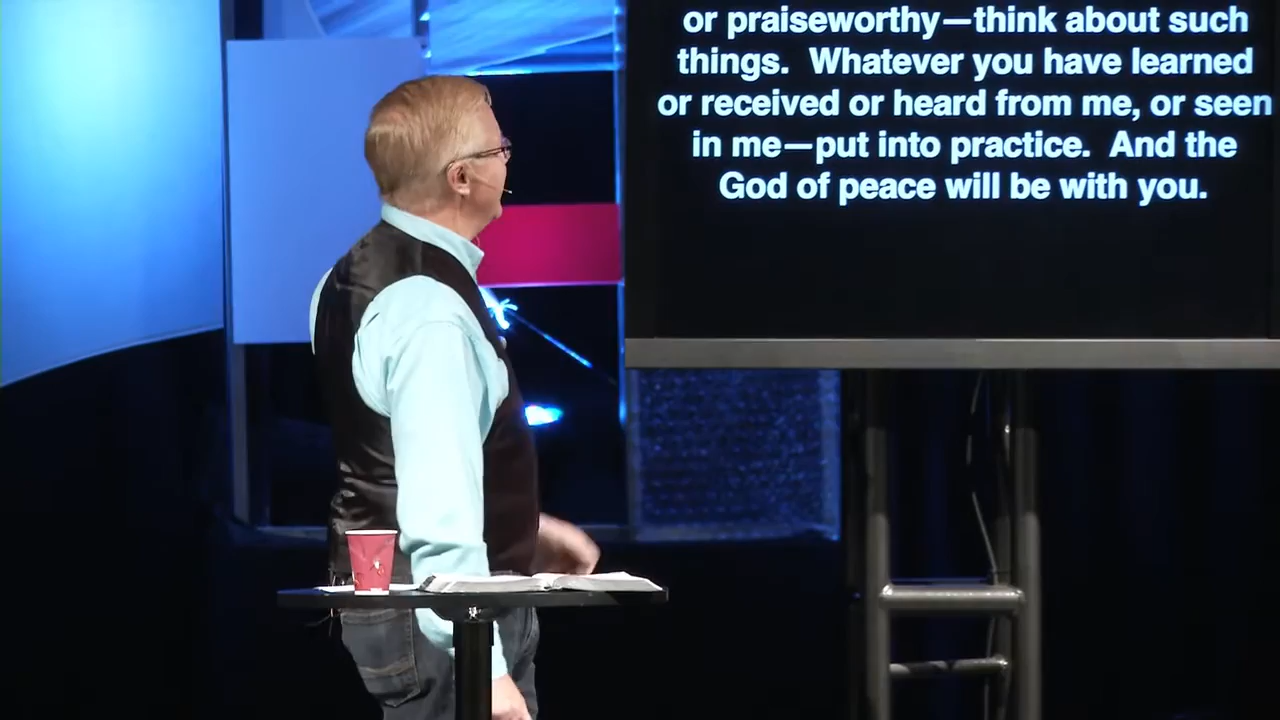 or praiseworthy—think about such
things.  Whatever you have learned
or received or heard from me, or seen
in me—put into practice.  And the
God of peace will be with you.